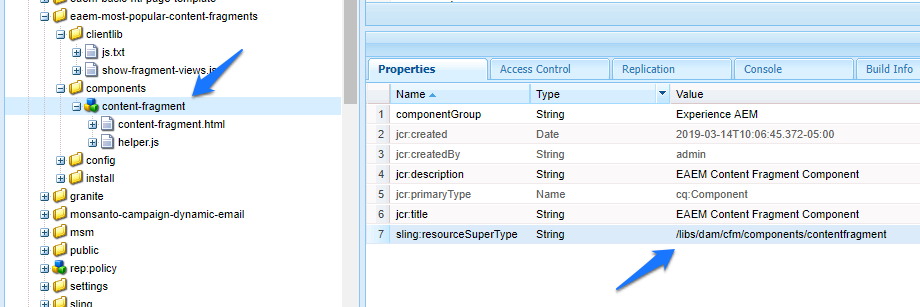 eaem-most-popular-content-fragments
clientlib
js.txt
show-fragment-views.js
components
content-fragment
content-fragment.html
helper.js
config
install
granite
monsanto-campaign-dynamic-email
msm
public
rep:policy
settings
sling
Properties Access Control Replication Console Build Info
Name Type Value
1 componentGroup String Experience AEM
2 jcr:created Date 2019-03-14T10:06:45.372-05:00
3 jcr:createdBy String admin
4 jcr:description String EAEM Content Fragment Component
5 jcr:primaryType Name cq:Component
6 jcr:title String EAEM Content Fragment Component
7 sling:resourceSuperType String /libs/dam/cfm/components/contentfragment